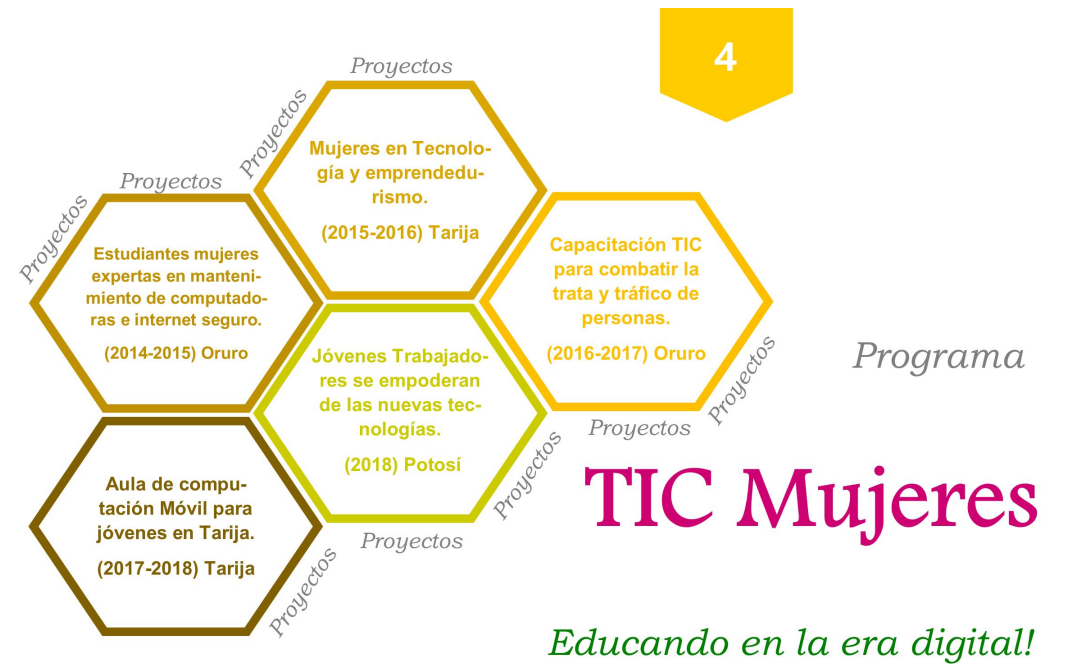 4
Proyectos
Proyectos
Mujeres en Tecnolo-
gía y emprendedu-
rismo.
(2015-2016) Tarija
Proyectos
Proyectos
Estudiantes mujeres
expertas en manteni-
miento de computado-
ras e internet seguro.
(2014-2015) Oruro
Capacitación TIC
para combatir la
trata y tráfico de
personas.
(2016-2017) Oruro
Proyectos
Proyectos
Jóvenes Trabajado-
res se empoderan
de las nuevas tec-
nologías.
(2018) Potosí
Proyectos
Proyectos
Aula de compu-
tación Móvil para
jóvenes en Tarija.
(2017-2018) Tarija
Proyectos
Programa
TIC Mujeres
Educando en la era digital!